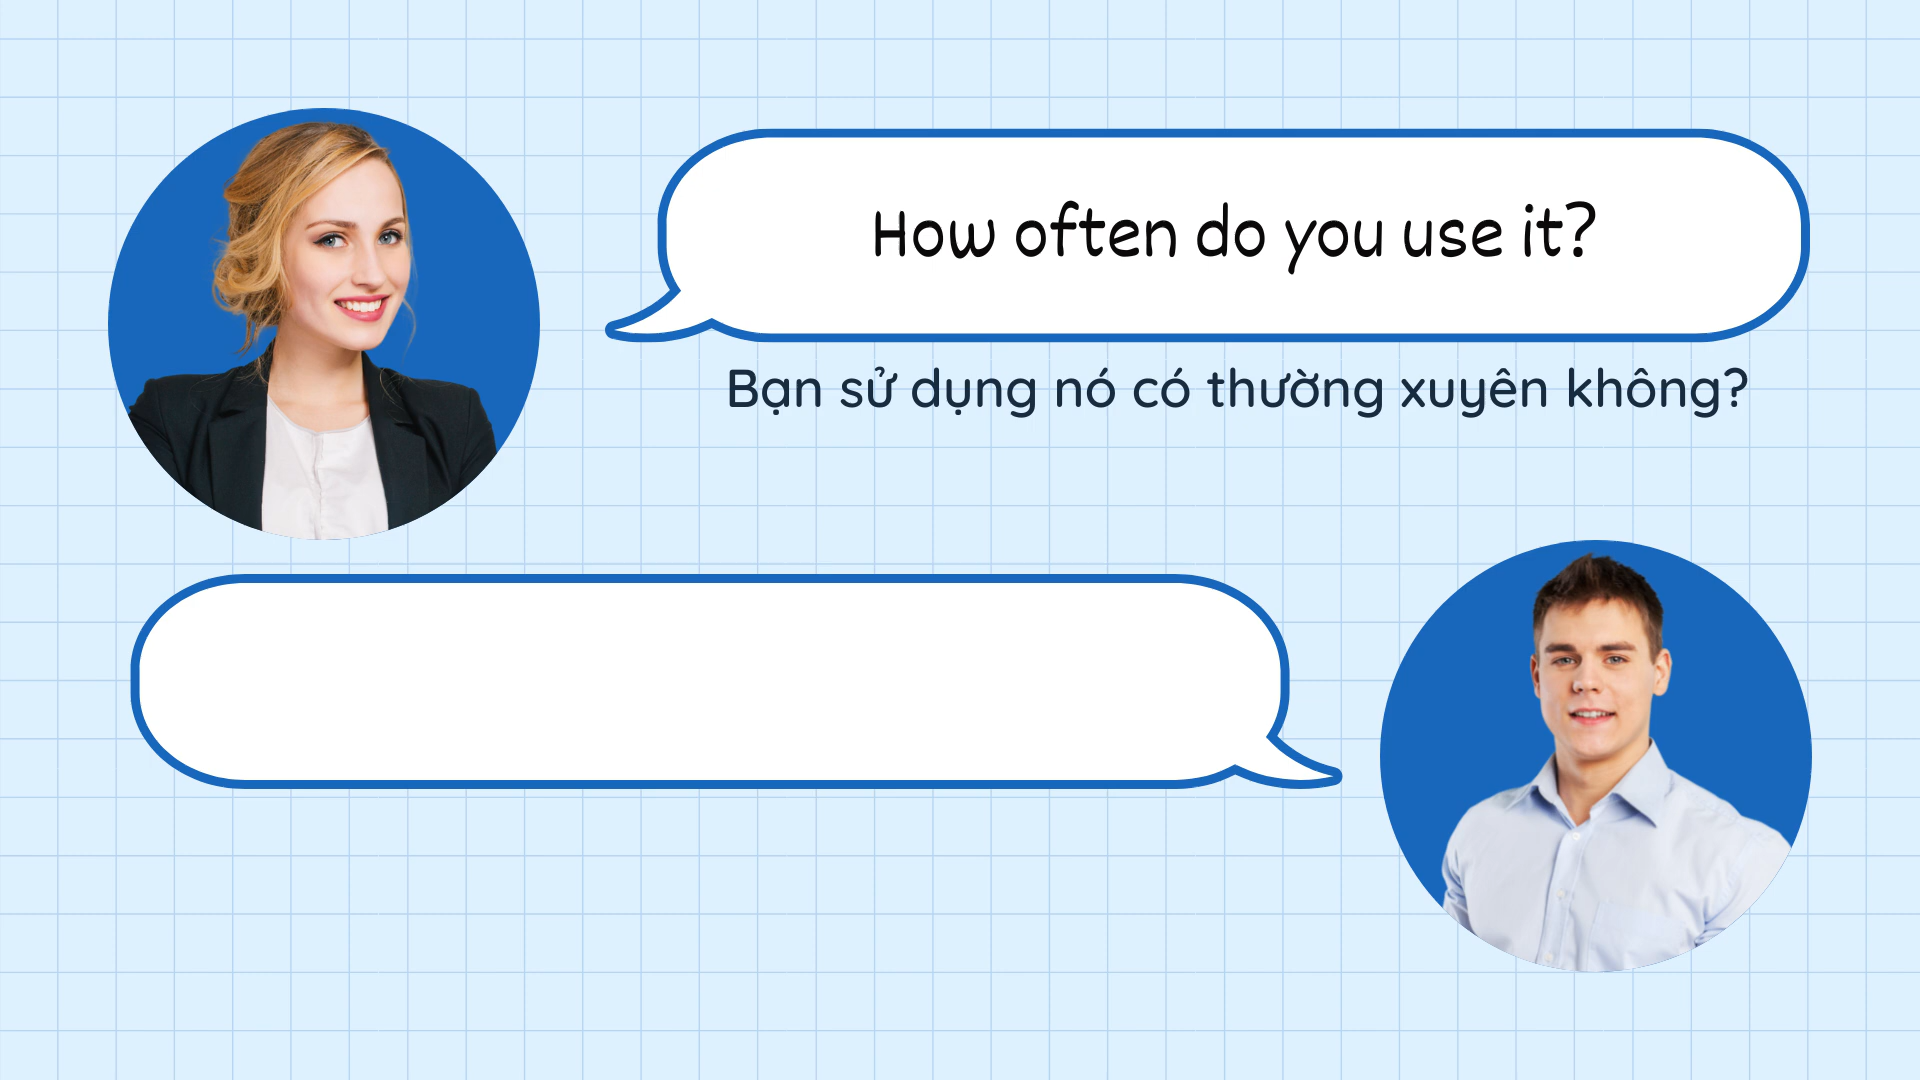 How often do you use it?
Bạn sử dụng nó có thường xuyên không?